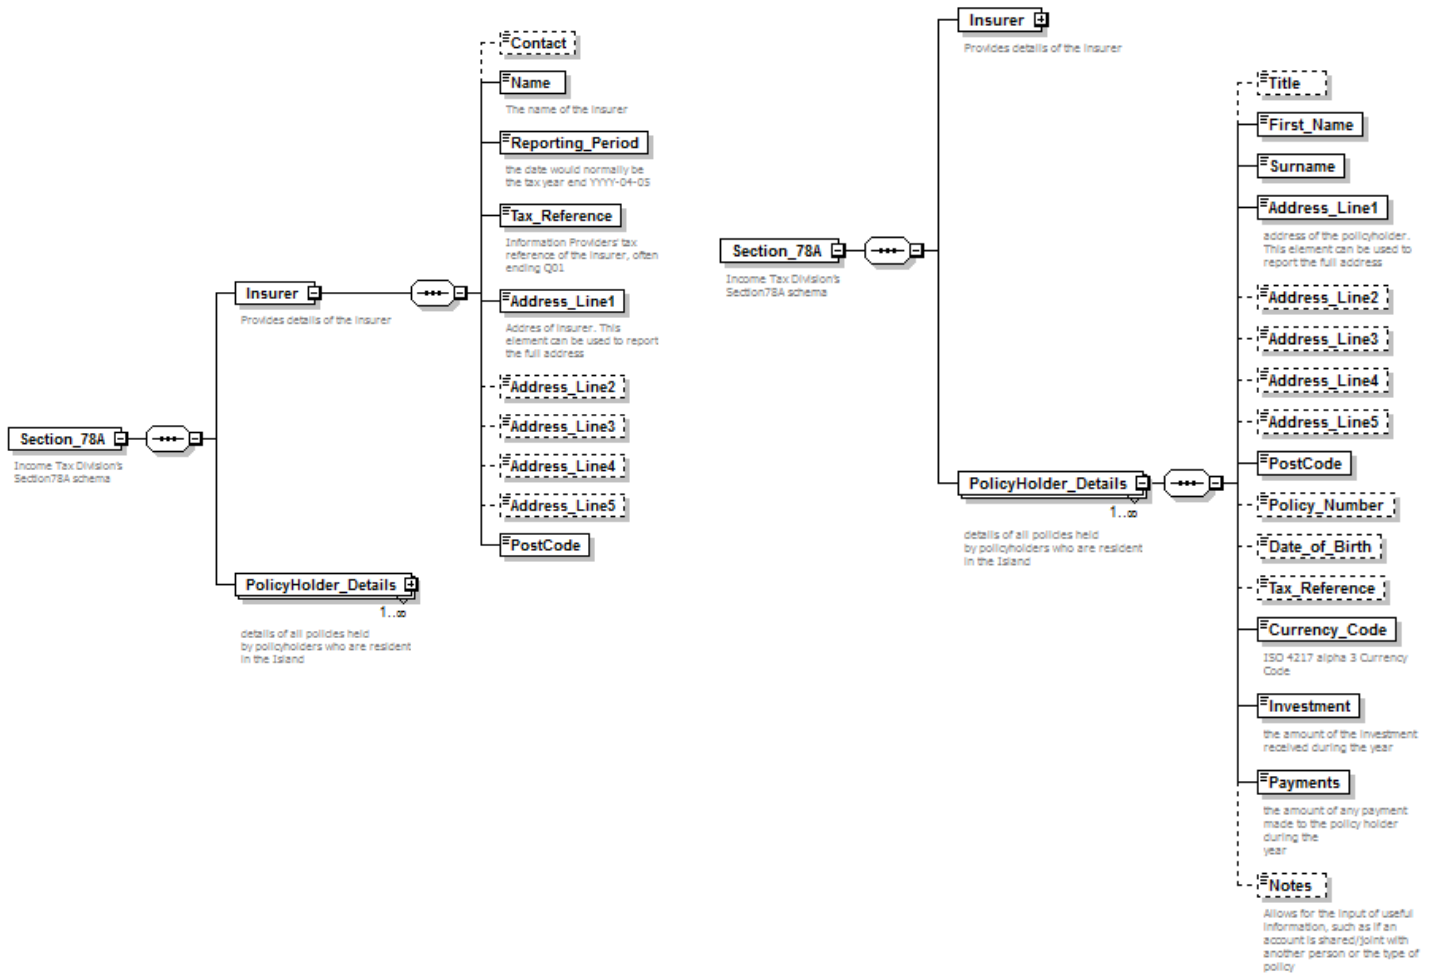 Contact
Name
The name of the Insurer
Reporting_Period
the date would normally be
the tax year end YYYY-04-05
Tax_Reference
Information Providers' tax
reference of the Insurer, often
ending Q01
Insurer
Provides details of the Insurer
Address_Line1
Addres of Insurer. This
element can be used to report
the full address
Address_Line2
Address_Line3
Address_Line4
Address_Line5
PostCode
Section_78A
Income Tax Division's
Section78A schema
PolicyHolder_Details
1..∞
details of all policies held
by policyholders who are resident
in the Island
Insurer
Provides details of the Insurer
Title
First_Name
Surname
Address_Line1
address of the policyholder.
This element can be used to
report the full address
Section_78A
Income Tax Division's
Section78A schema
Address_Line2
Address_Line3
Address_Line4
Address_Line5
PostCode
PolicyHolder_Details
1..∞
details of all policies held
by policyholders who are resident
in the Island
Policy_Number
Date_of_Birth
Tax_Reference
Currency_Code
ISO 4217 alpha 3 Currency
Code
Investment
the amount of the investment
received during the year
Payments
the amount of any payment
made to the policy holder
during the
year
Notes
Allows for the input of useful
information, such as if an
account is shared/joint with
another person or the type of
policy